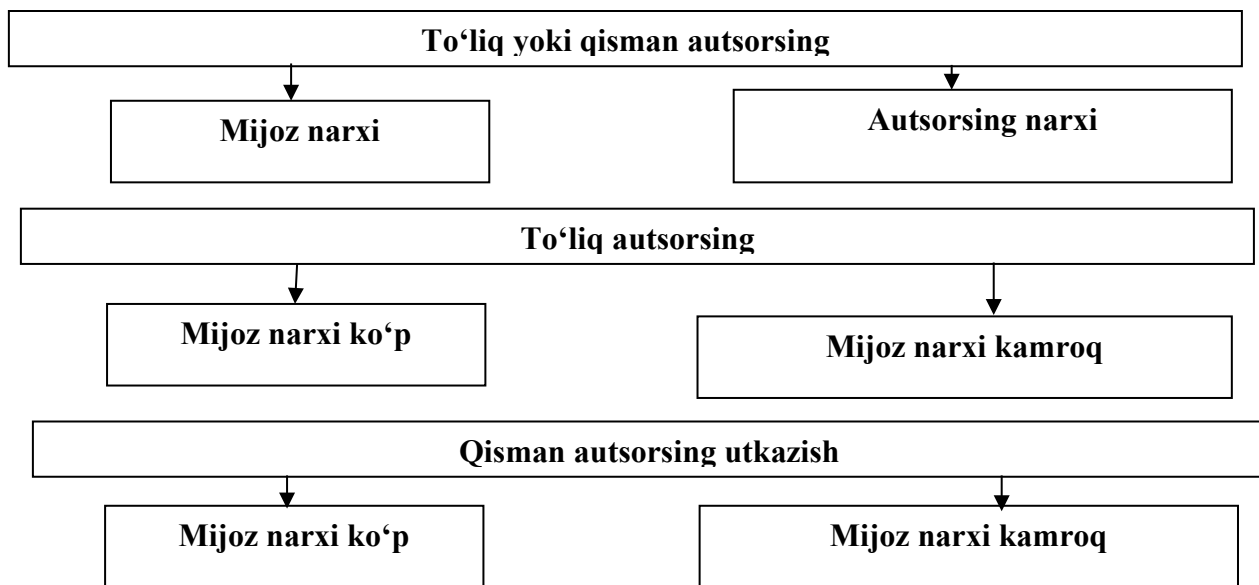 To‘liq yoki qisman autsorsing
Mijoz narxi
Autsorsing narxi
To‘liq autsorsing
Mijoz narxi ko‘p
Mijoz narxi kamroq
Qisman autsorsing utkazish
Mijoz narxi ko‘p
Mijoz narxi kamroq